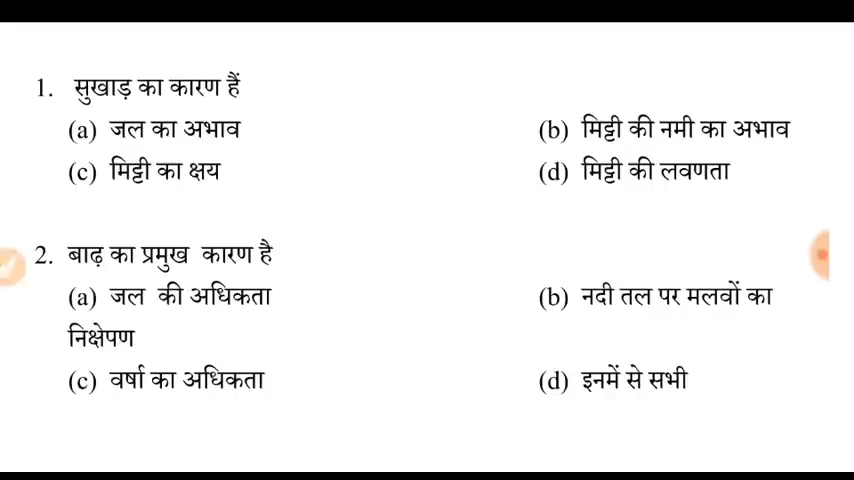 1. सुखाड़ का कारण हैं
(a) जल का अभाव (b) मिट्टी की नमी का अभाव
(c) मिट्टी का क्षय (d) मिट्टी की लवणता
2. बाढ़ का प्रमुख कारण है
(a) जल की अधिकता (b) नदी तल पर मलवों का
निक्षेपण
(c) वर्षा का अधिकता (d) इनमें से सभी